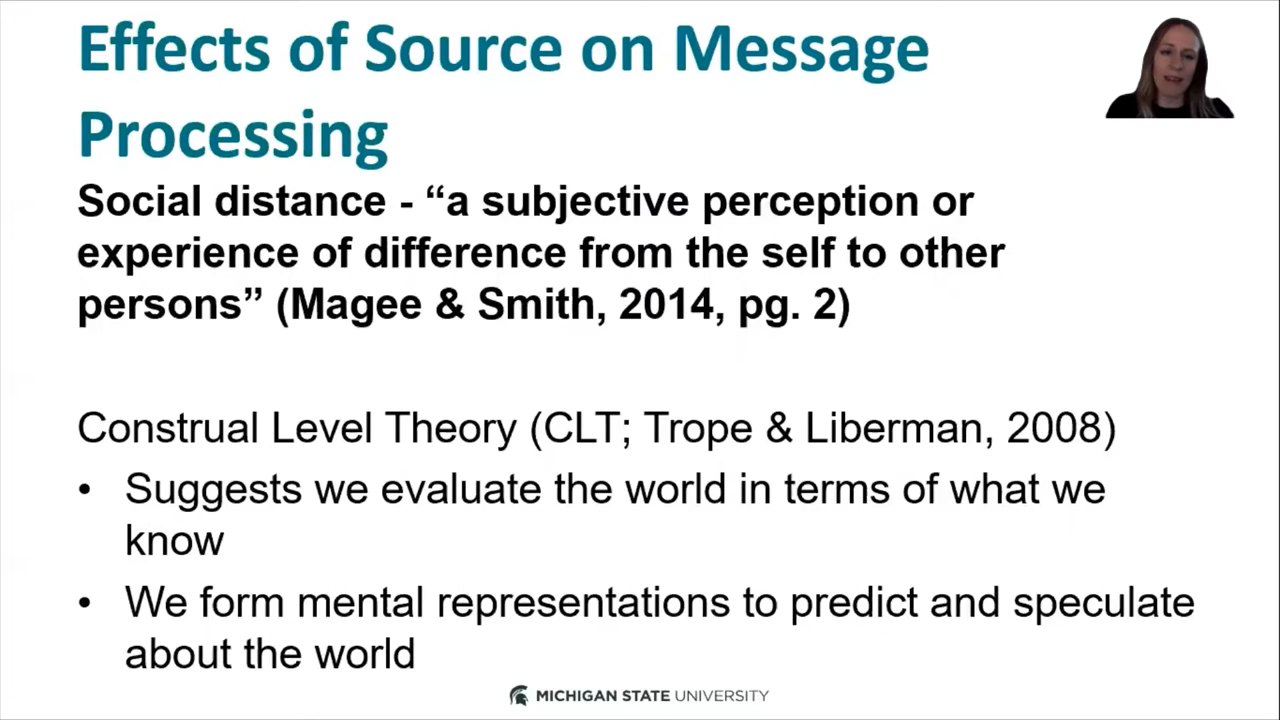 Effects of Source on Message
Processing
Social distance - “a subjective perception or
experience of difference from the self to other
persons” (Magee & Smith, 2014, pg. 2)
Construal Level Theory (CLT; Trope & Liberman, 2008)
• Suggests we evaluate the world in terms of what we
know
• We form mental representations to predict and speculate
about the world
MICHIGAN STATE UNIVERSITY